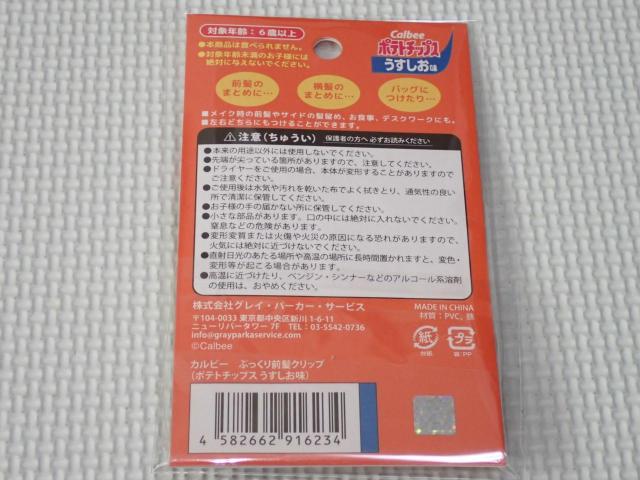 対象年齢：6歳以上
●本商品は食べられません。
●対象年齢未満のお子様には
絶対に与えないでください。
Calbee
ポテトチップス
うすしお味
前髪の
まとめに…
横髪の
まとめに…
バッグに
つけたり…
■メイク時の前髪やサイドの髪留め、お食事、デスクワークにも。
■左右どちらにもつけることができます。
注意（ちゅうい） 保護者の方へ 必ずお読みください
●本来の用途以外には使用しないでください。
●先端が尖っている箇所がありますので、注意してください。
●ドライヤーをご使用の場合、本体が変形することがありますので
ご注意ください。
●ご使用後は水気や汚れを乾いた布でよく拭きとり、通気性の良い
所で清潔に保管してください。
●お子様の手の届かない所に保管してください。
●小さな部品があります。口の中には絶対に入れないでください。
窒息などの危険があります。
●変形変質または火傷や火災の原因になる恐れがありますので、
火気には絶対に近づけないでください。
●直射日光のあたる場所や高温の場所に長時間置かれますと、変色・
変形等が起こる場合があります。
●高温に近づけたり、ベンジン・シンナーなどのアルコール系溶剤
の使用は、おやめください。
株式会社グレイ・パーカー・サービス
〒104-0033 東京都中央区新川 1-6-11
ニューリバータワー 7F TEL 03-5542-0736
info@grayparkaservice.com
©Calbee
MADE IN CHINA
材質：PVC、鉄
紙
台紙
プラ
袋：PP
カルビー ぷっくり前髪クリップ
（ポテトチップス うすしお味）
4 582662 916234